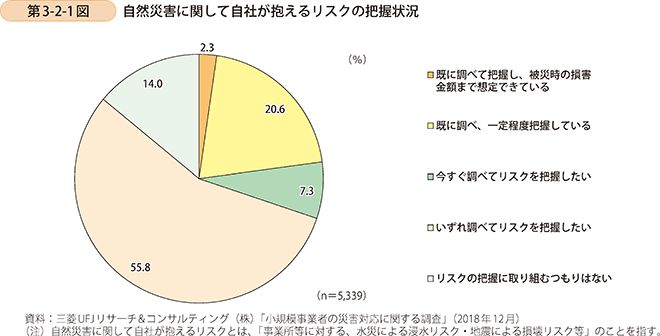 第3-2-1図 自然災害に関して自社が抱えるリスクの把握状況
(%)
2.3
20.6
7.3
55.8
14.0
既に調べて把握し、被災時の損害
金額まで想定できている
既に調べ、一定程度把握している
今すぐ調べてリスクを把握したい
いずれ調べてリスクを把握したい
リスクの把握に取り組むつもりはない
(n=5,339)
資料：三菱UFJリサーチ＆コンサルティング（株）「小規模事業者の災害対応に関する調査」（2018年12月）
（注）自然災害に関して自社が抱えるリスクとは、「事業所等に対する、水災による浸水リスク・地震による損壊リスク等」のことを指す。